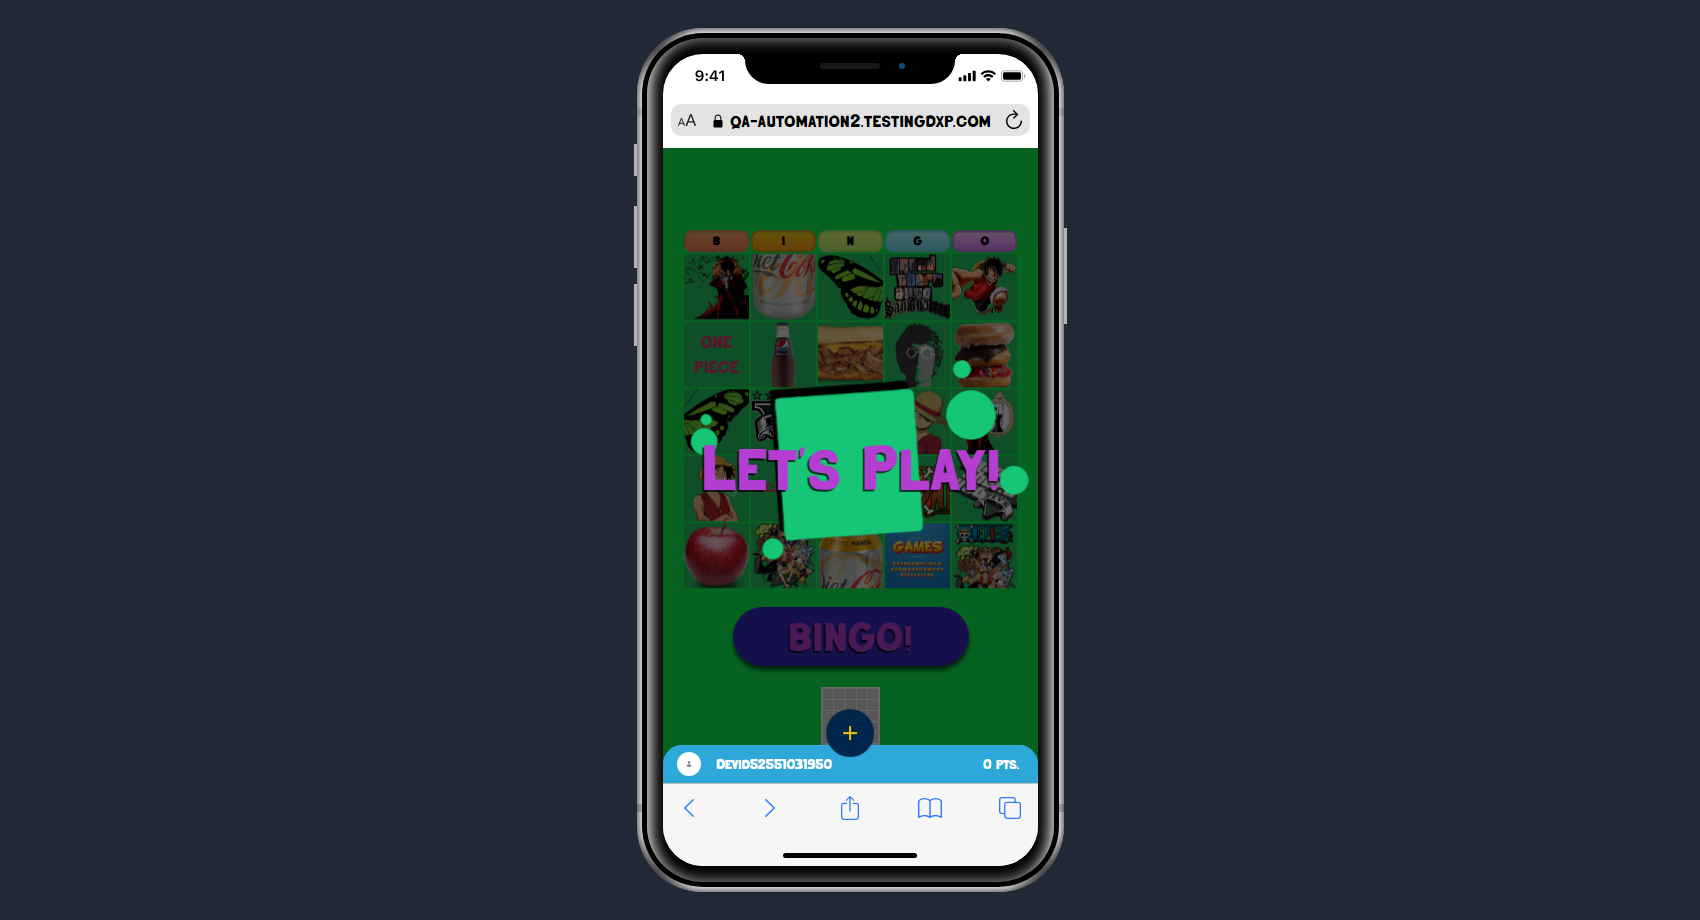 9:41
AA QA-AUTOMATION2.TESTINGDXP.COM
B I N G O
ONE
PIECE
LET'S PLAY!
GAMES
BINGO!
+
DEVID52551031950 0 PTS.